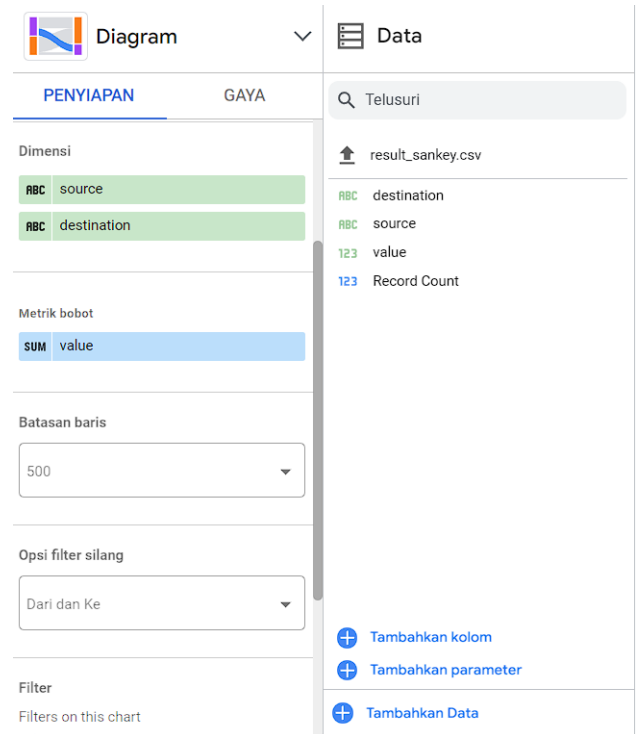 Diagram
PENYIAPAN
GAYA
Dimensi
ABC source
ABC destination
Metrik bobot
SUM value
Batasan baris
500
Opsi filter silang
Dari dan Ke
Filter
Filters on this chart
Data
Telusuri
result_sankey.csv
ABC destination
ABC source
123 value
123 Record Count
Tambahkan kolom
Tambahkan parameter
Tambahkan Data